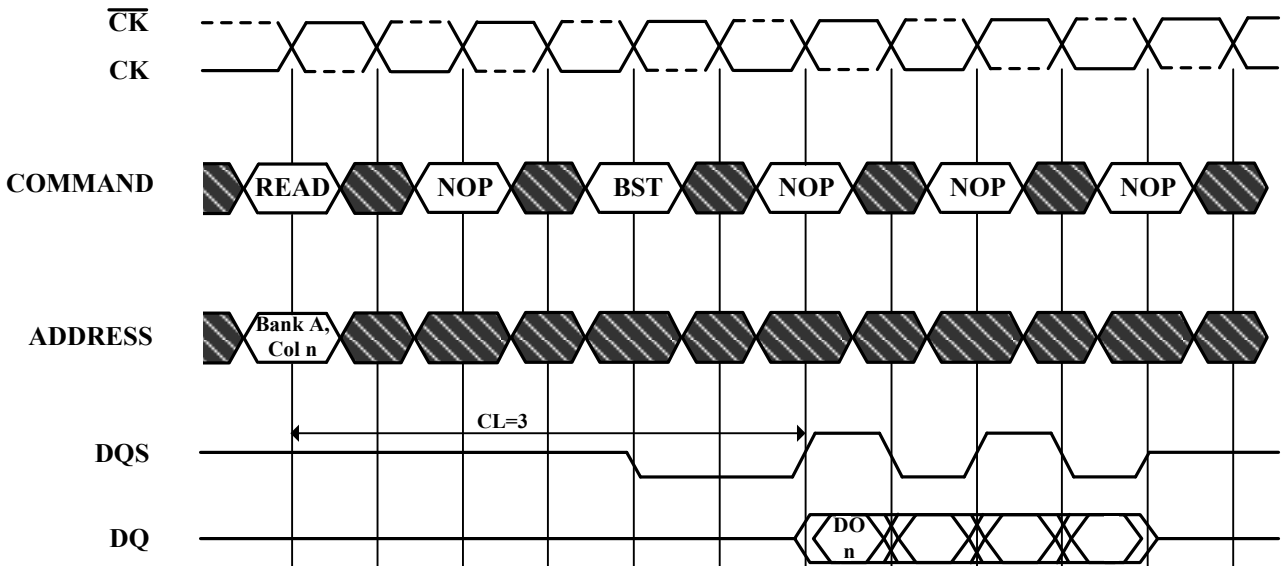 CK
CK
COMMAND READ NOP BST NOP NOP NOP
ADDRESS Bank A,
Col n
CL=3
DQS
DQ DO
n